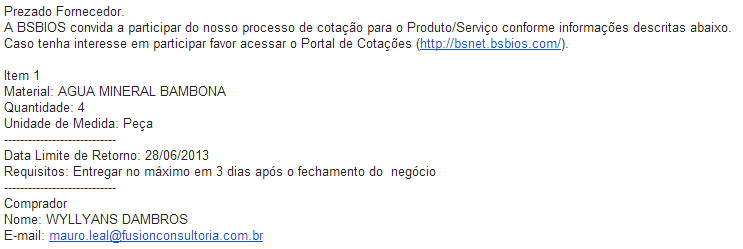 Prezado Fornecedor.
A BSBIOS convida a participar do nosso processo de cotação para o Produto/Serviço conforme informações descritas abaixo.
Caso tenha interesse em participar favor acessar o Portal de Cotações (http://bsnet.bsbios.com/).
Item 1
Material: AGUA MINERAL BAMBONA
Quantidade: 4
Unidade de Medida: Peça
----------------------------
Data Limite de Retorno: 28/06/2013
Requisitos: Entregar no máximo em 3 dias após o fechamento do  negócio
----------------------------
Comprador
Nome: WYLLYANS DAMBROS
E-mail: mauro.leal@fusionconsultoria.com.br